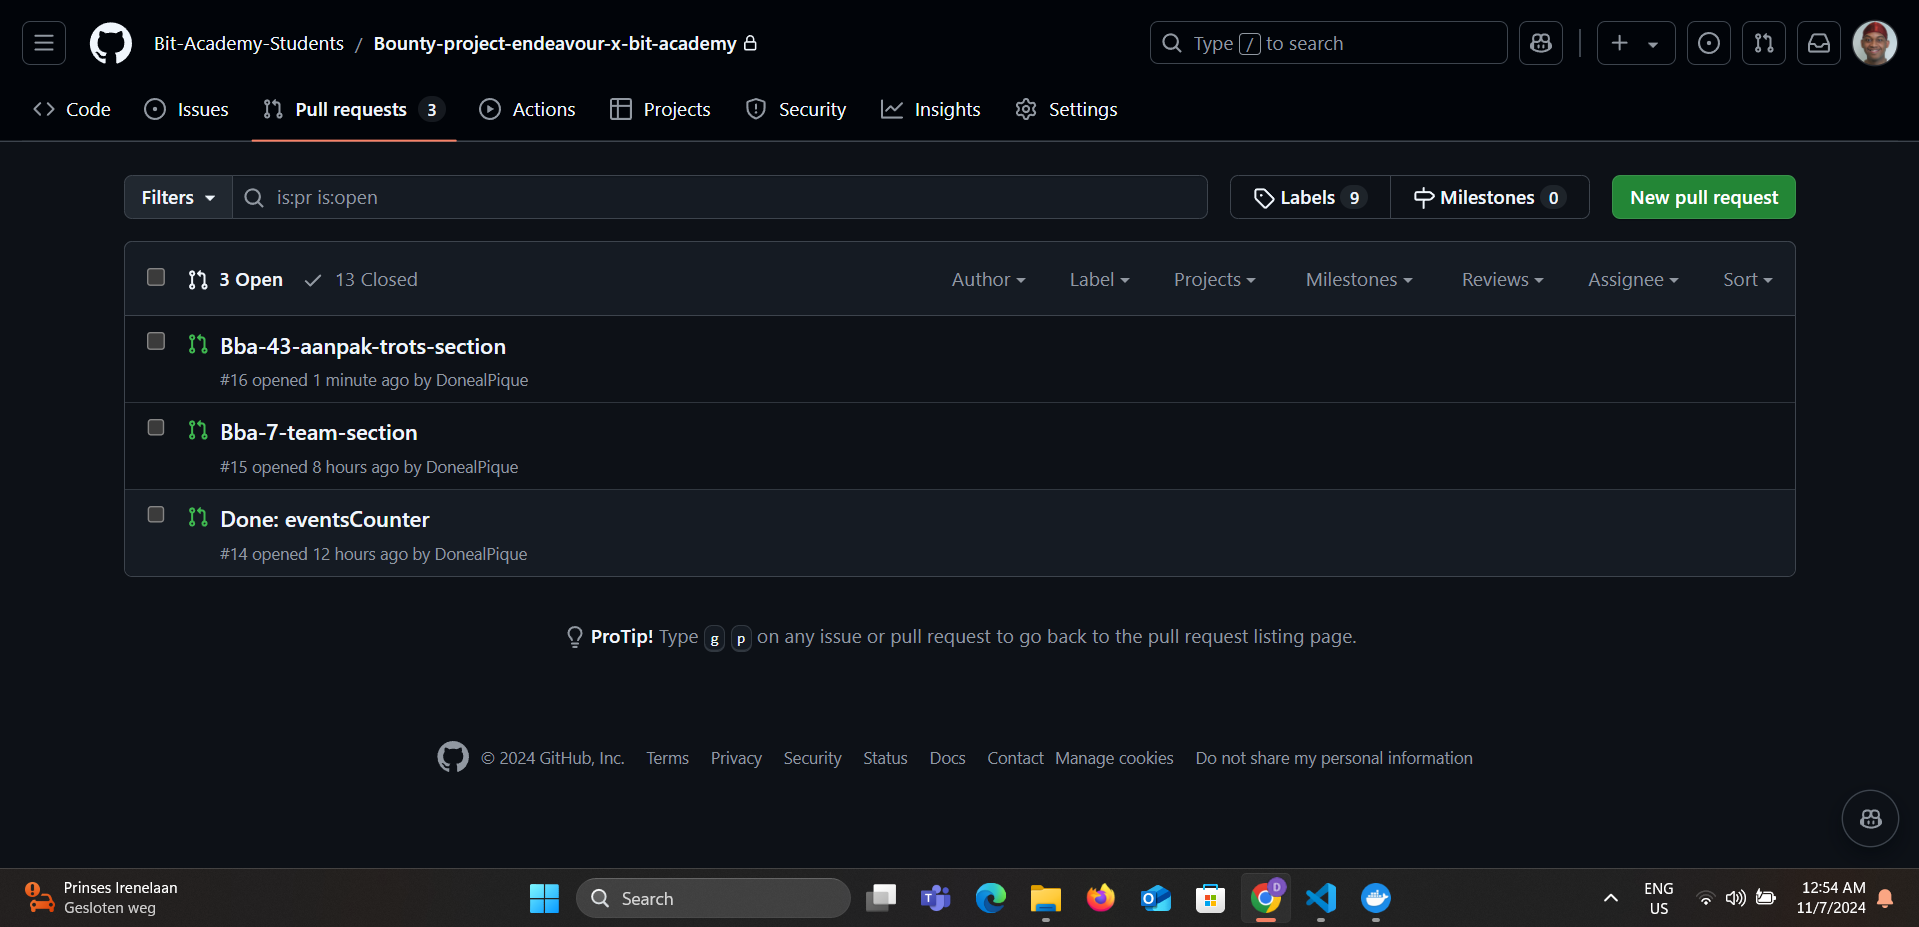 Bit-Academy-Students / Bounty-project-endeavour-x-bit-academy
Type / to search
Code
Issues
Pull requests 3
Actions
Projects
Security
Insights
Settings
Filters
is:pr is:open
Labels 9
Milestones 0
New pull request
3 Open
13 Closed
Author
Label
Projects
Milestones
Reviews
Assignee
Sort
Bba-43-aanpak-trots-section
#16 opened 1 minute ago by DonealPique
Bba-7-team-section
#15 opened 8 hours ago by DonealPique
Done: eventsCounter
#14 opened 12 hours ago by DonealPique
ProTip! Type g p on any issue or pull request to go back to the pull request listing page.
© 2024 GitHub, Inc.
Terms
Privacy
Security
Status
Docs
Contact
Manage cookies
Do not share my personal information
Prinses Irenelaan
Gesloten weg
Search
D
ENG
US
12:54 AM
11/7/2024